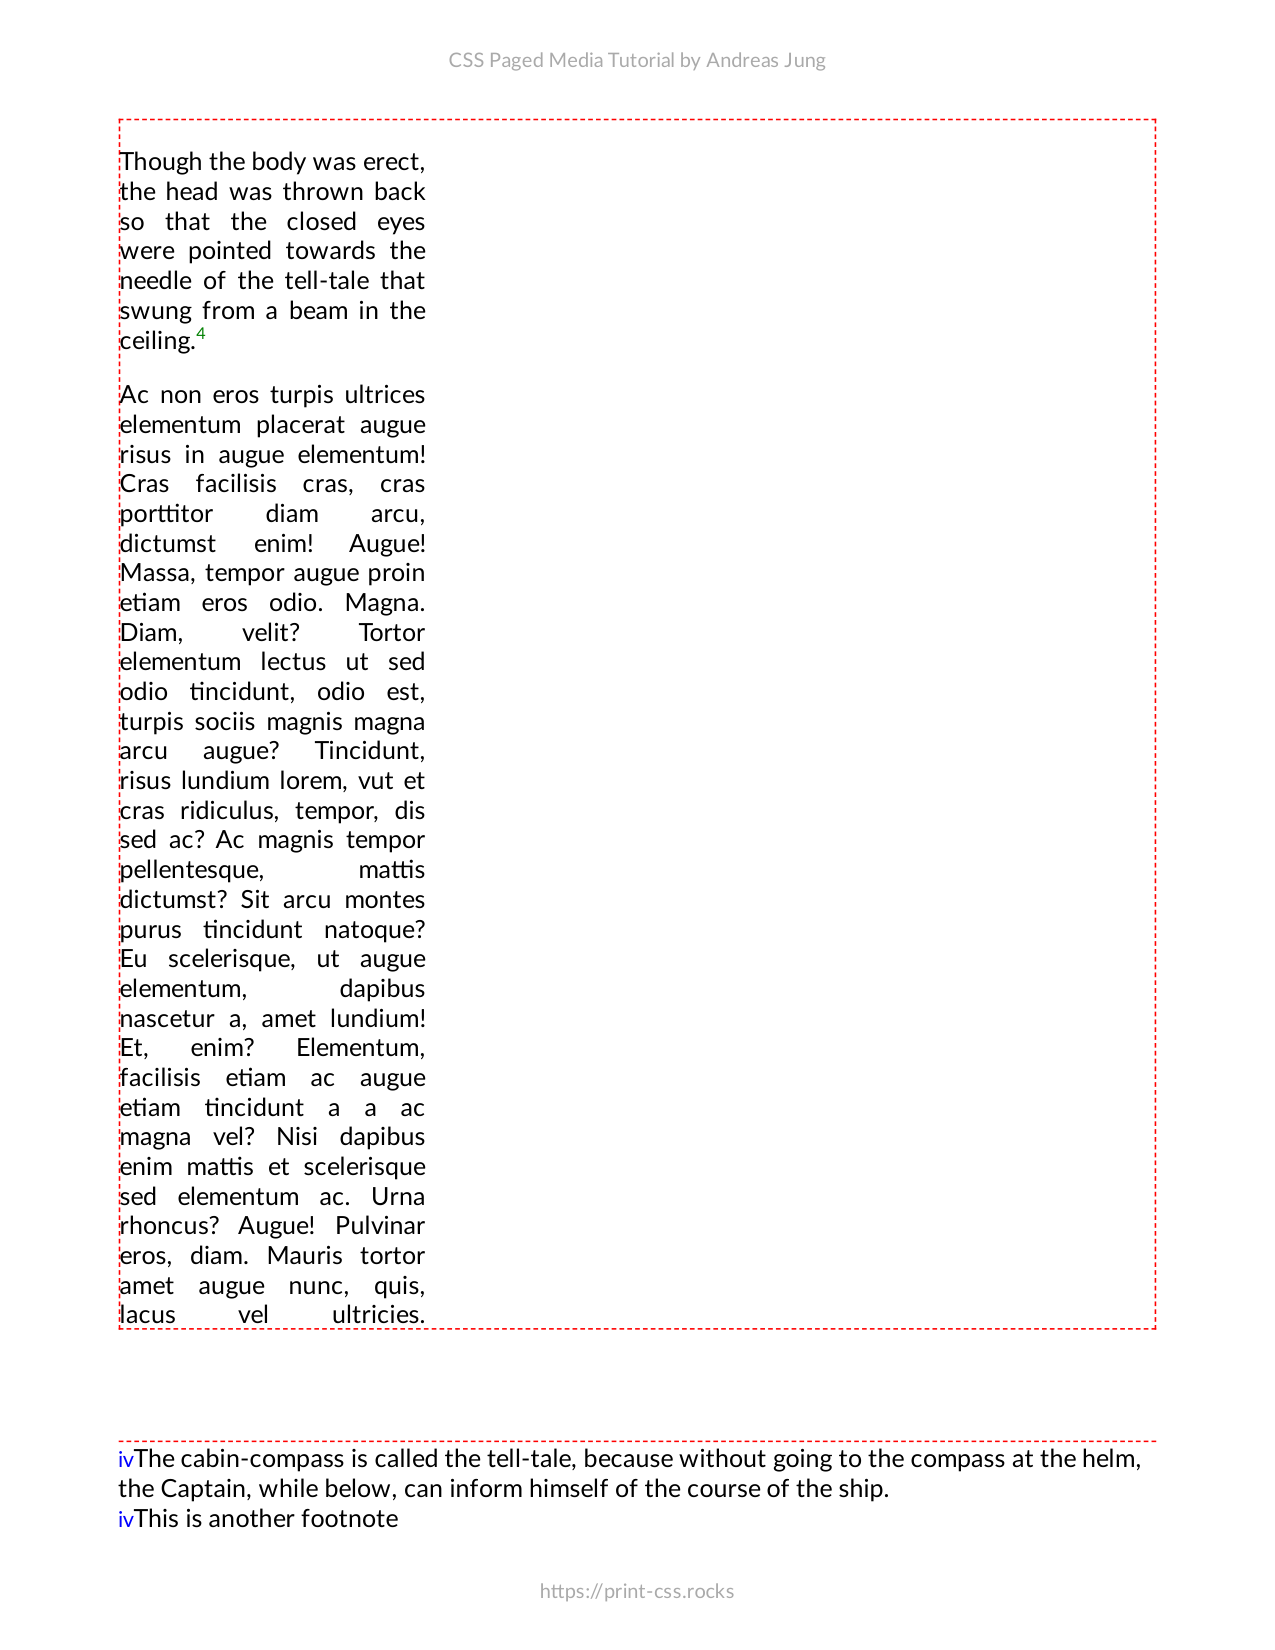 CSS Paged Media Tutorial by Andreas Jung
Though the body was erect,
the head was thrown back
so that the closed eyes
were pointed towards the
needle of the tell-tale that
swung from a beam in the
ceiling.4
Ac non eros turpis ultrices
elementum placerat augue
risus in augue elementum!
Cras facilisis cras, cras
porttitor diam arcu,
dictumst enim! Augue!
Massa, tempor augue proin
etiam eros odio. Magna.
Diam, velit? Tortor
elementum lectus ut sed
odio tincidunt, odio est,
turpis sociis magnis magna
arcu augue? Tincidunt,
risus lundium lorem, vut et
cras ridiculus, tempor, dis
sed ac? Ac magnis tempor
pellentesque, mattis
dictumst? Sit arcu montes
purus tincidunt natoque?
Eu scelerisque, ut augue
elementum, dapibus
nascetur a, amet lundium!
Et, enim? Elementum,
facilisis etiam ac augue
etiam tincidunt a a ac
magna vel? Nisi dapibus
enim mattis et scelerisque
sed elementum ac. Urna
rhoncus? Augue! Pulvinar
eros, diam. Mauris tortor
amet augue nunc, quis,
lacus vel ultricies.
ivThe cabin-compass is called the tell-tale, because without going to the compass at the helm,
the Captain, while below, can inform himself of the course of the ship.
ivThis is another footnote
https://print-css.rocks